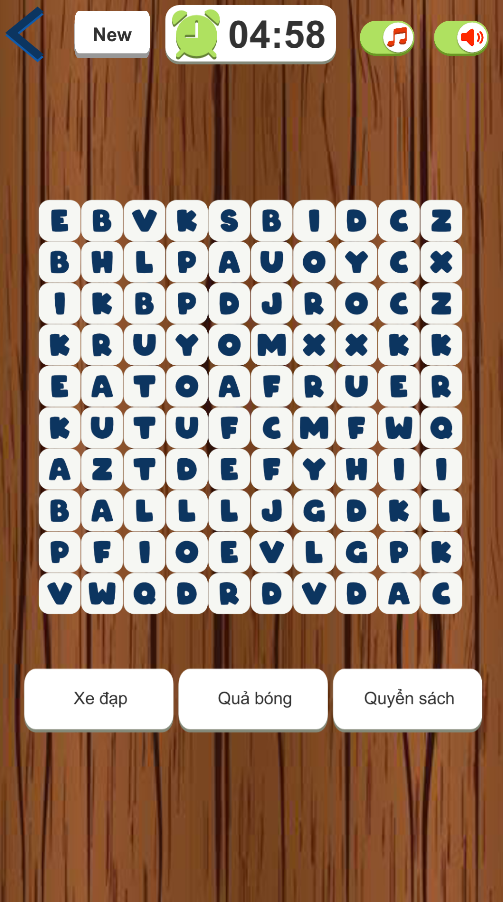 New 04:58
E B V K S B I D C Z
B H L P A U O Y C X
I K B P D J R O C Z
K R U Y O M X X K K
E A T O A F R U E R
K U T U F C M F W Q
A Z T D E F Y H I I
B A L L L J G D K L
P F I O E V L G P K
V W Q D R D V D A C
Xe đạp Quả bóng Quyển sách